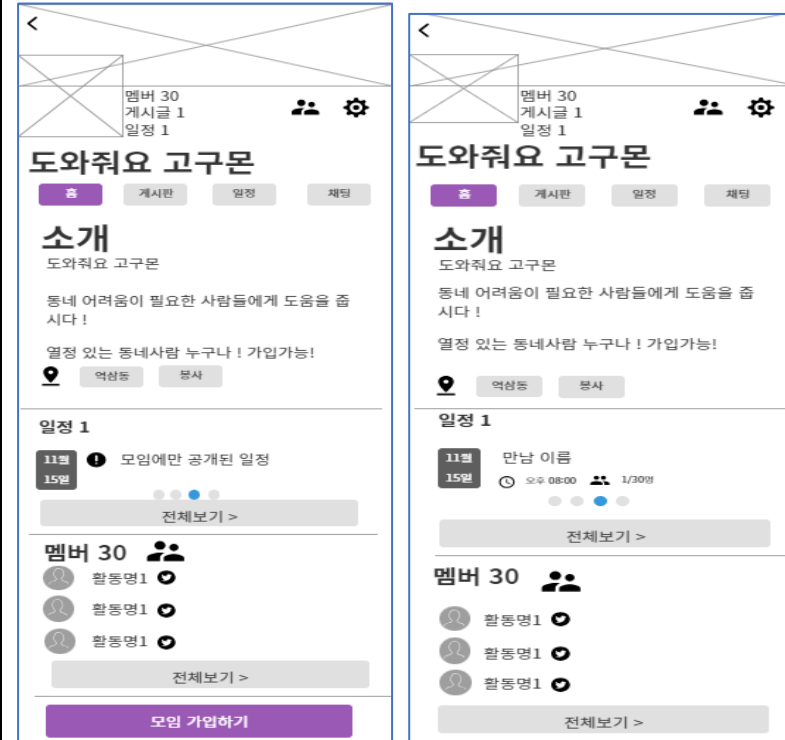 멤버 30
게시글 1
일정 1
도와줘요 고구몬
홈 게시판 일정 채팅
소개
도와줘요 고구몬
동네 어려움이 필요한 사람들에게 도움을 줍
시다 !
열정 있는 동네사람 누구나 ! 가입가능!
역삼동 봉사
일정 1
11월
15일
모임에만 공개된 일정
전체보기 >
멤버 30
활동명1
활동명1
활동명1
전체보기 >
모임 가입하기
멤버 30
게시글 1
일정 1
도와줘요 고구몬
홈 게시판 일정 채팅
소개
도와줘요 고구몬
동네 어려움이 필요한 사람들에게 도움을 줍
시다 !
열정 있는 동네사람 누구나 ! 가입가능!
역삼동 봉사
일정 1
11월
15일
만남 이름
오후 08:00 1/30명
전체보기 >
멤버 30
활동명1
활동명1
활동명1
전체보기 >